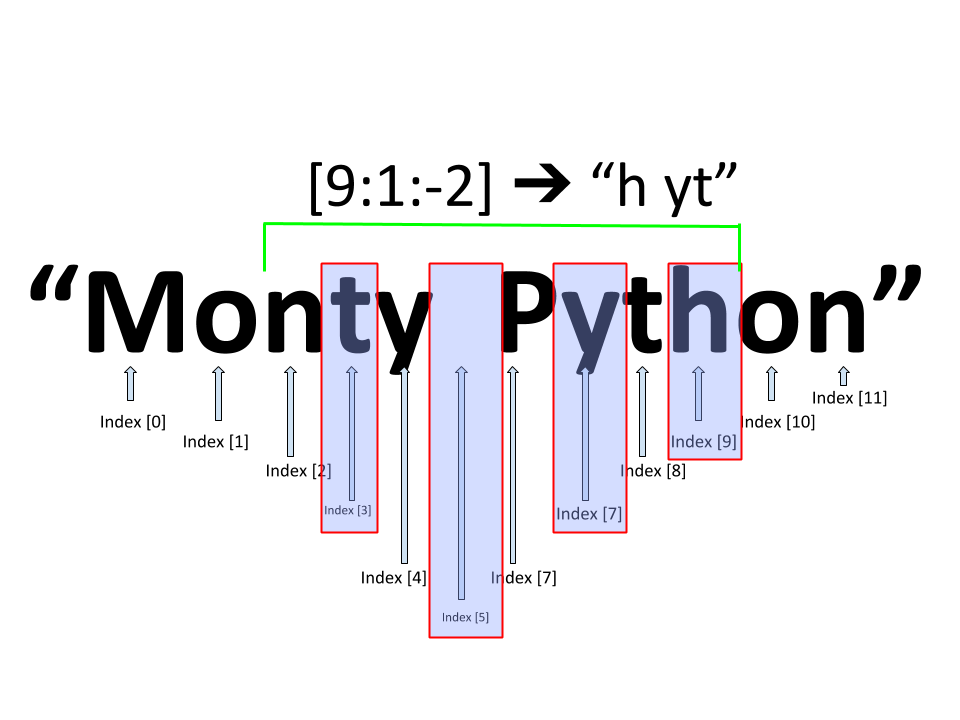 [9:1:-2] ➔ “h yt”
“Monty Python”
Index [0]
Index [1]
Index [2]
Index [3]
Index [4]
Index [5]
Index [7]
Index [7]
Index [8]
Index [9]
Index [10]
Index [11]